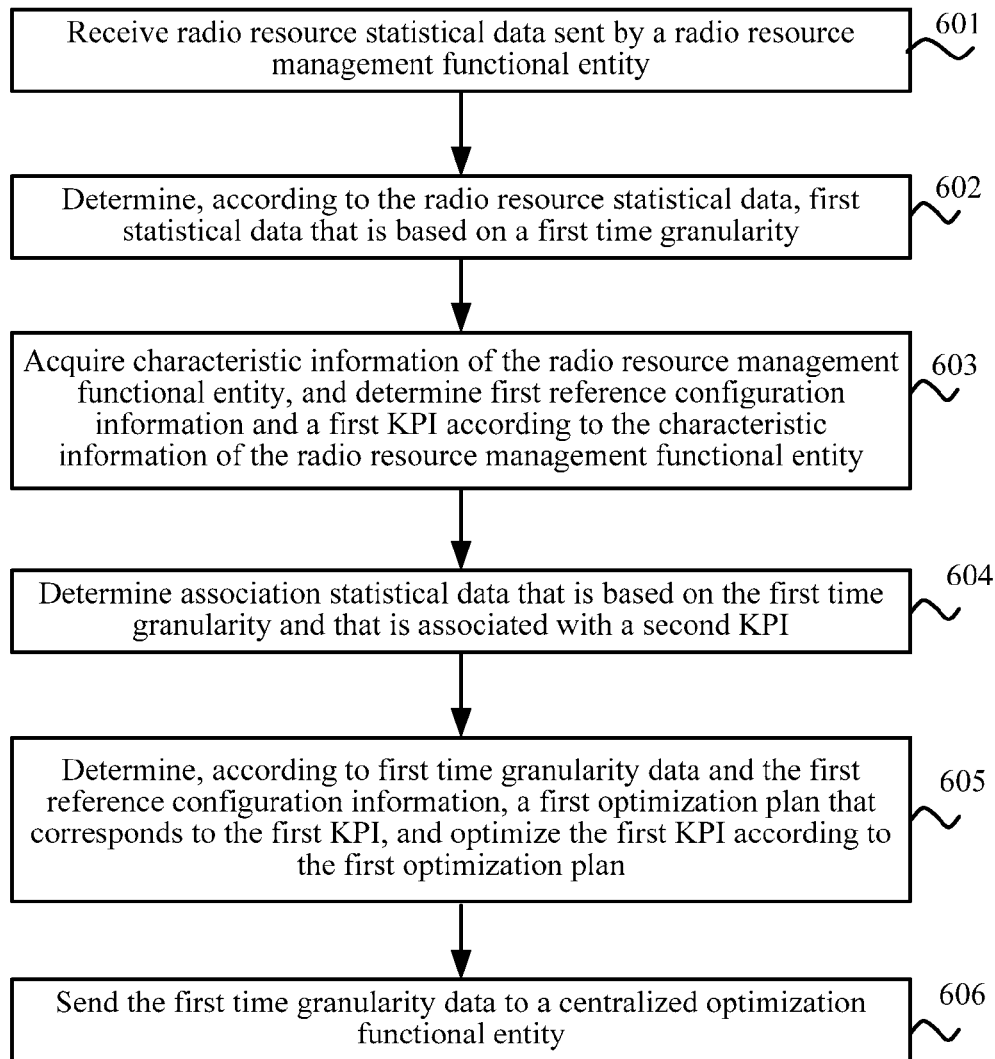 Receive radio resource statistical data sent by a radio resource
management functional entity
601
Determine, according to the radio resource statistical data, first
statistical data that is based on a first time granularity
602
Acquire characteristic information of the radio resource management
functional entity, and determine first reference configuration
information and a first KPI according to the characteristic
information of the radio resource management functional entity
603
Determine association statistical data that is based on the first time
granularity and that is associated with a second KPI
604
Determine, according to first time granularity data and the first
reference configuration information, a first optimization plan that
corresponds to the first KPI, and optimize the first KPI according to
the first optimization plan
605
Send the first time granularity data to a centralized optimization
functional entity
606